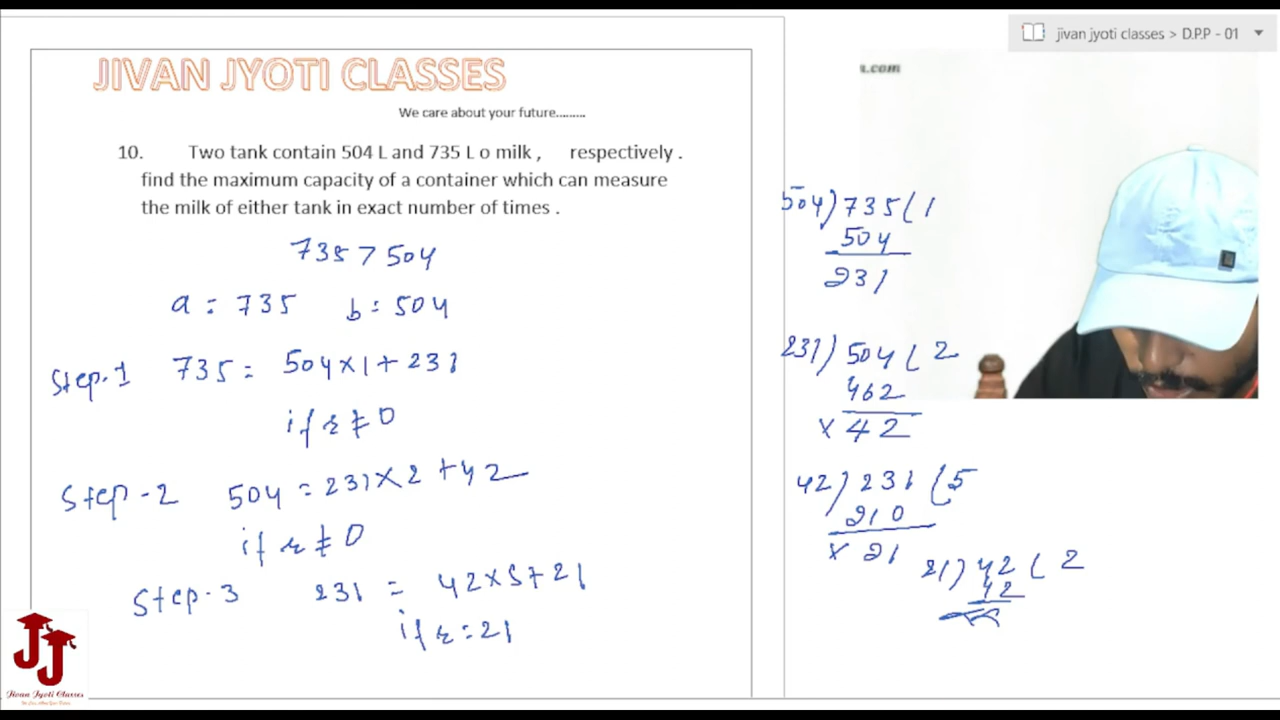 jivan jyoti classes > D.P.P - 01
JIVAN JYOTI CLASSES
We care about your future.........
10. Two tank contain 504 L and 735 L o milk , respectively .
find the maximum capacity of a container which can measure
the milk of either tank in exact number of times .
735 > 504
a = 735 b = 504
Step-1 735 = 504 × 1 + 231
if r ≠ 0
Step-2 504 = 231 × 2 + 42
if r ≠ 0
Step-3 231 = 42 × 5 + 21
if r = 21
s.com
504) 735 ( 1
504
231
231) 504 ( 2
462
× 42
42) 231 ( 5
210
× 21
21) 42 ( 2
42
JJ
Jivan Jyoti Classes